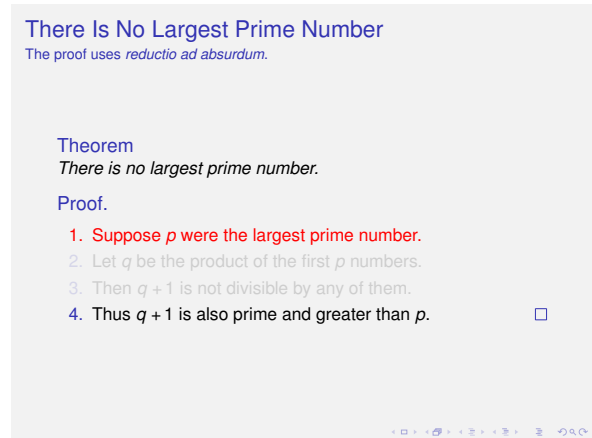 There Is No Largest Prime Number
The proof uses reductio ad absurdum.
Theorem
There is no largest prime number.
Proof.
1. Suppose p were the largest prime number.
2. Let q be the product of the first p numbers.
3. Then q + 1 is not divisible by any of them.
4. Thus q + 1 is also prime and greater than p.